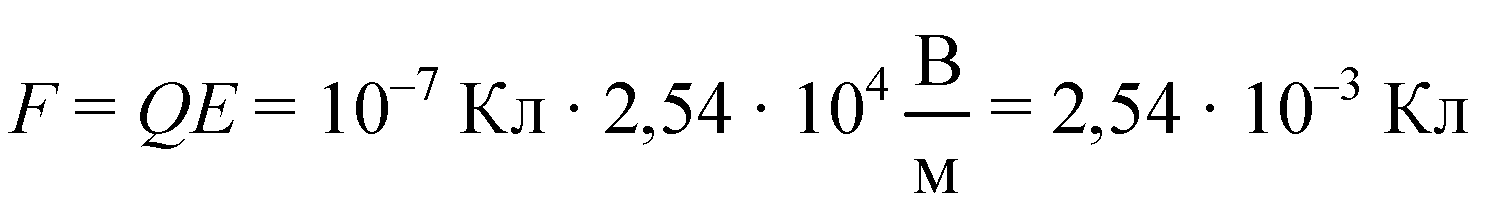 F = QE = 10⁻⁷ Кл · 2,54 · 10⁴ В/м = 2,54 · 10⁻³ Кл